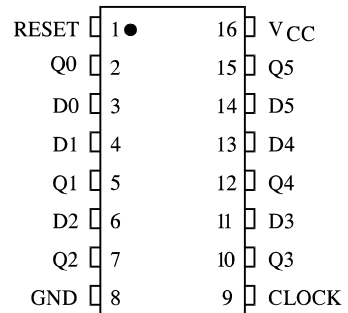 RESET 1 16 VCC
Q0 2 15 Q5
D0 3 14 D5
D1 4 13 D4
Q1 5 12 Q4
D2 6 11 D3
Q2 7 10 Q3
GND 8 9 CLOCK